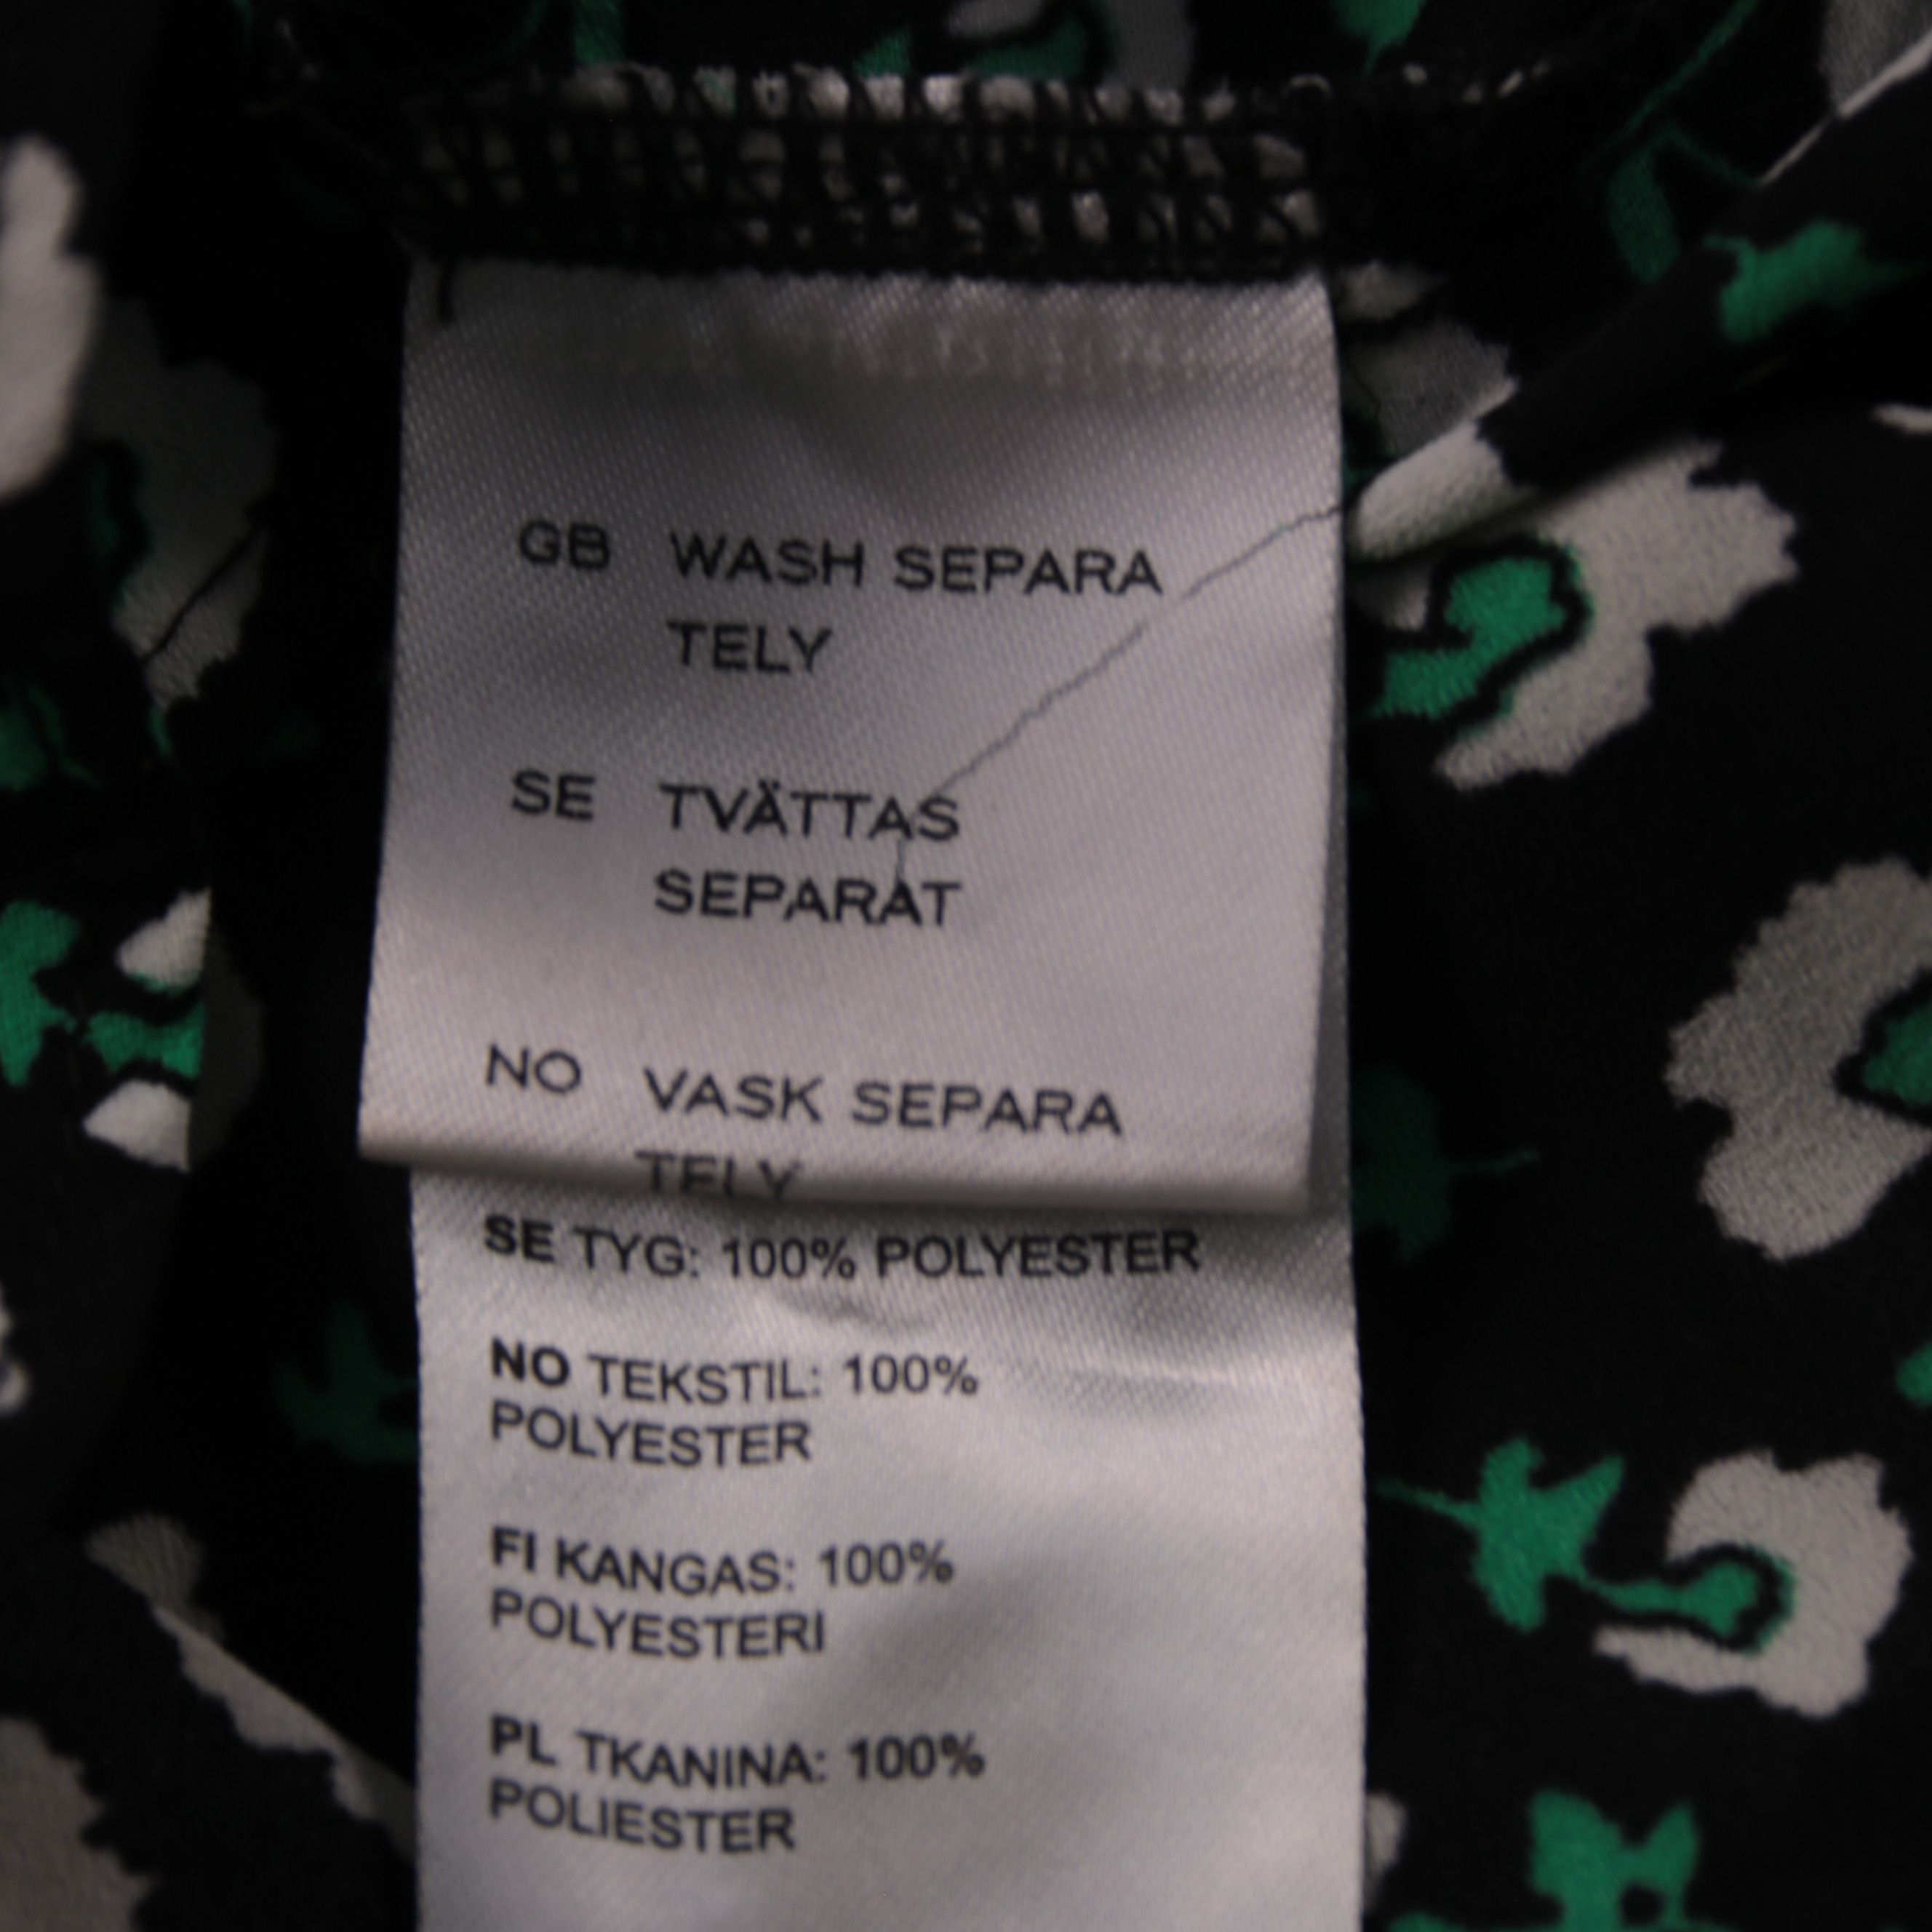 GB WASH SEPARA
TELY
SE TVÄTTAS
SEPARAT
NO VASK SEPARA
TELY
SE TYG: 100% POLYESTER
NO TEKSTIL: 100%
POLYESTER
FI KANGAS: 100%
POLYESTERI
PL TKANINA: 100%
POLIESTER